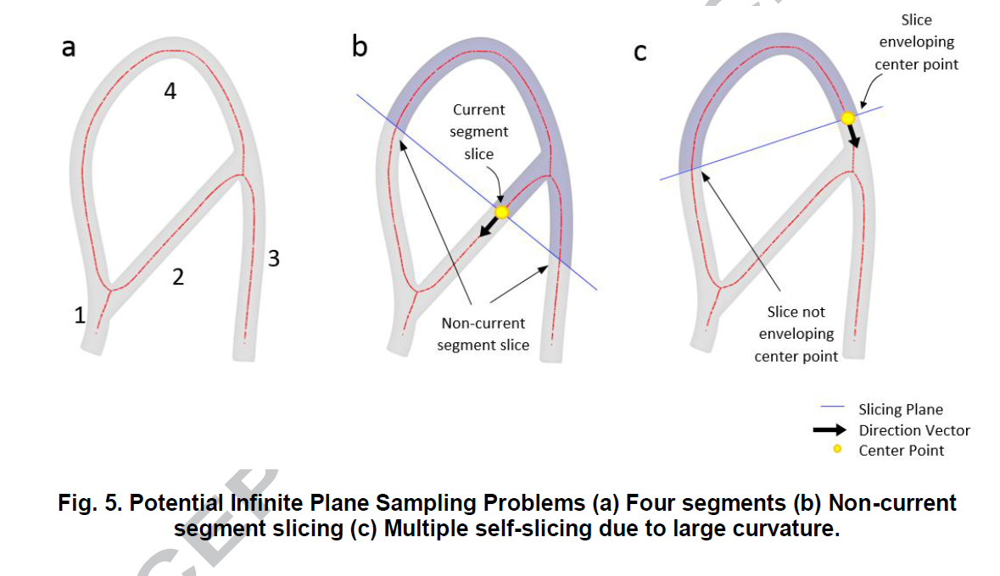 a
4
2
3
1
b
Current
segment
slice
Non-current
segment slice
c
Slice
enveloping
center point
Slice not
enveloping
center point
Slicing Plane
Direction Vector
Center Point
Fig. 5. Potential Infinite Plane Sampling Problems (a) Four segments (b) Non-current
segment slicing (c) Multiple self-slicing due to large curvature.
CEP